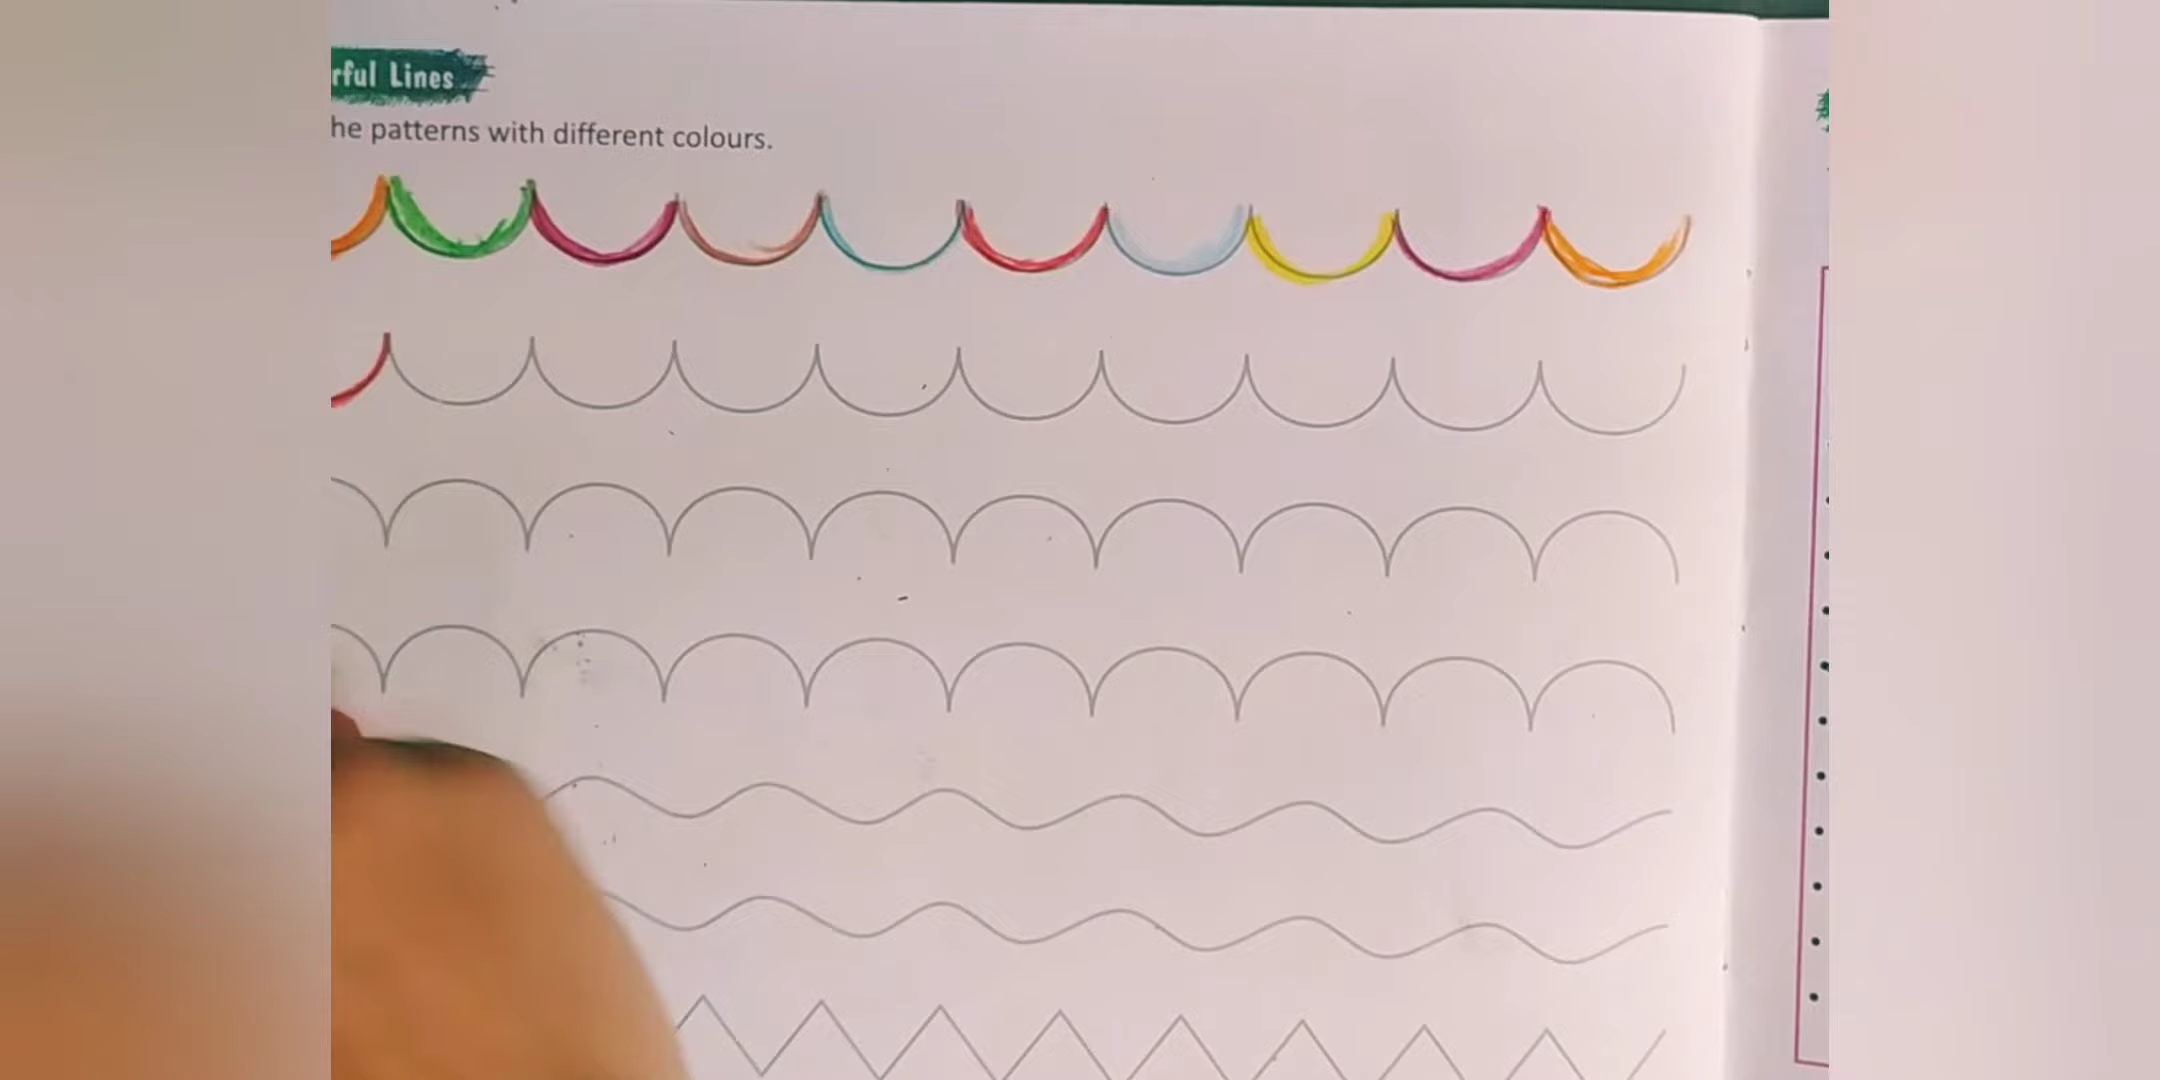 rful Lines
he patterns with different colours.